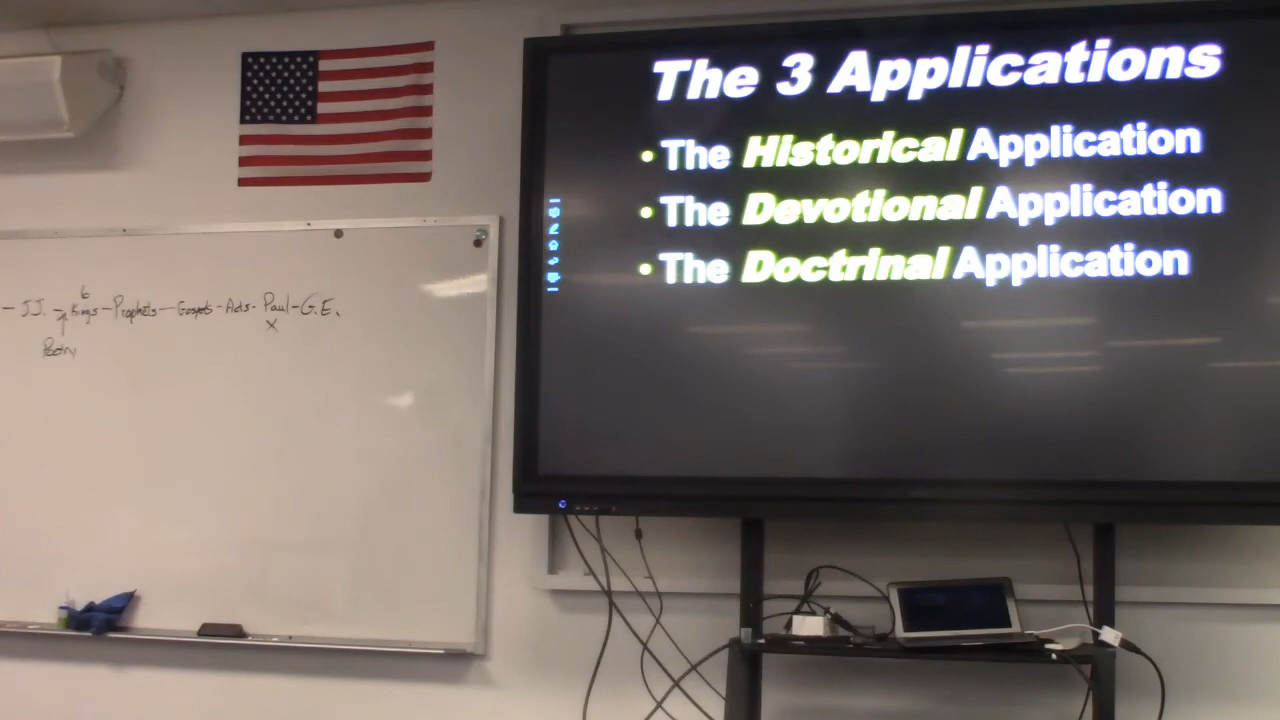 The 3 Applications
• The Historical Application
• The Devotional Application
• The Doctrinal Application
6
- J.J. - Kings - Prophets - Gospels - Acts - Paul - G.E.
X
Poetry